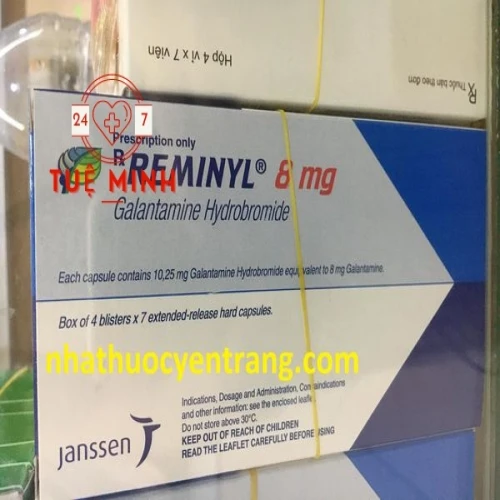 Hộp 4 vỉ x 7 viên
Rx Thuốc bán theo đơn
24 7
Prescription only
Rx REMINYL® 8 mg
TUỆ MINH
Galantamine Hydrobromide
Each capsule contains 10,25 mg Galantamine Hydrobromide equivalent to 8 mg Galantamine.
Box of 4 blisters x 7 extended-release hard capsules.
nhathuocyentrang.com
Indications, Dosage and Administration, Contraindications
and other information: see the enclosed leaflet
Do not store above 30°C.
KEEP OUT OF REACH OF CHILDREN
READ THE LEAFLET CAREFULLY BEFORE USING
janssen